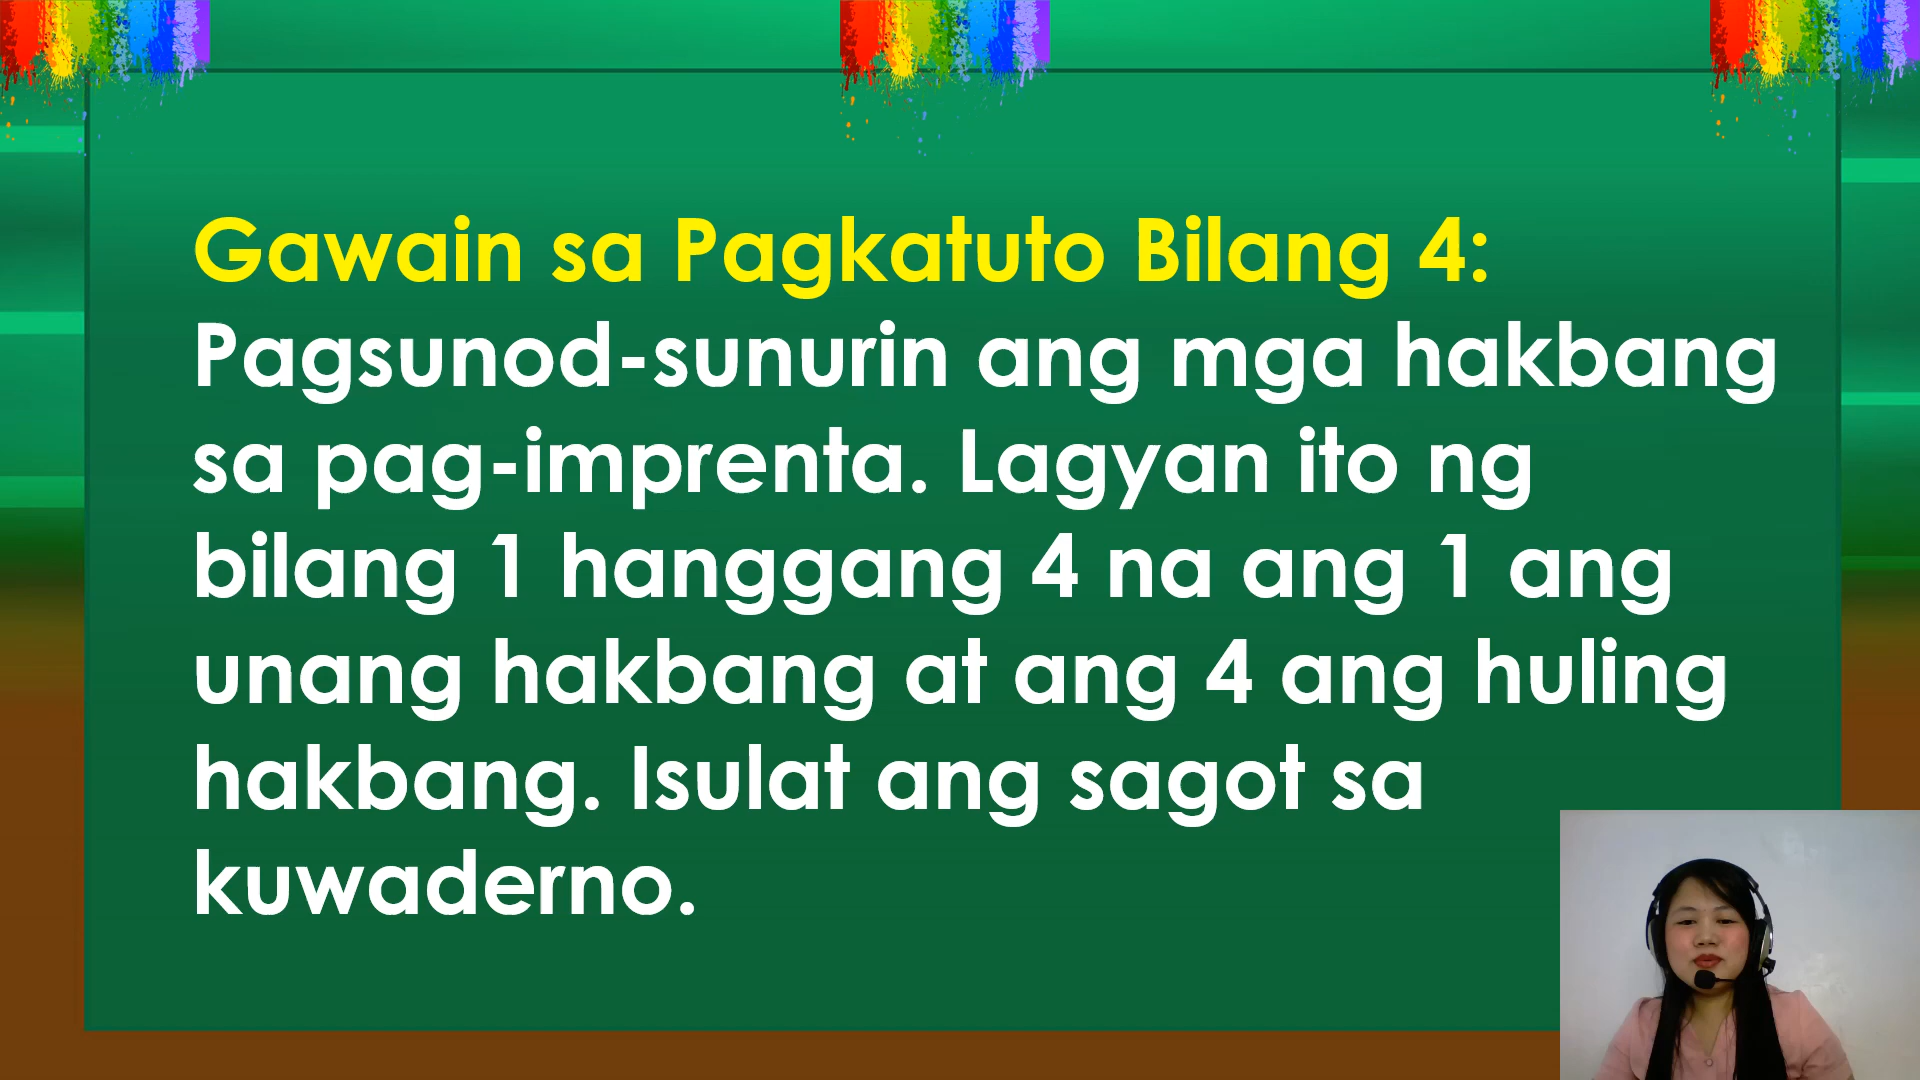 Gawain sa Pagkatuto Bilang 4:
Pagsunod-sunurin ang mga hakbang
sa pag-imprenta. Lagyan ito ng
bilang 1 hanggang 4 na ang 1 ang
unang hakbang at ang 4 ang huling
hakbang. Isulat ang sagot sa
kuwaderno.